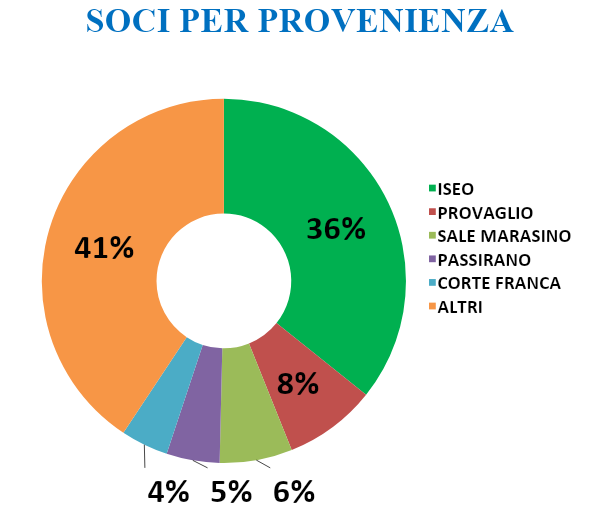 SOCI PER PROVENIENZA
36%
41%
8%
4%
5%
6%
ISEO
PROVAGLIO
SALE MARASINO
PASSIRANO
CORTE FRANCA
ALTRI